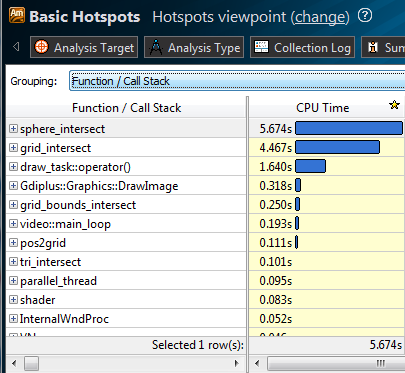 Am Basic Hotspots Hotspots viewpoint (change) ?
Analysis Target Analysis Type Collection Log Sum
Grouping: Function / Call Stack
Function / Call Stack CPU Time
sphere_intersect 5.674s
grid_intersect 4.467s
draw_task::operator() 1.640s
Gdiplus::Graphics::DrawImage 0.318s
grid_bounds_intersect 0.250s
video::main_loop 0.193s
pos2grid 0.111s
tri_intersect 0.101s
parallel_thread 0.095s
shader 0.083s
InternalWndProc 0.052s
Selected 1 row(s): 5.674s